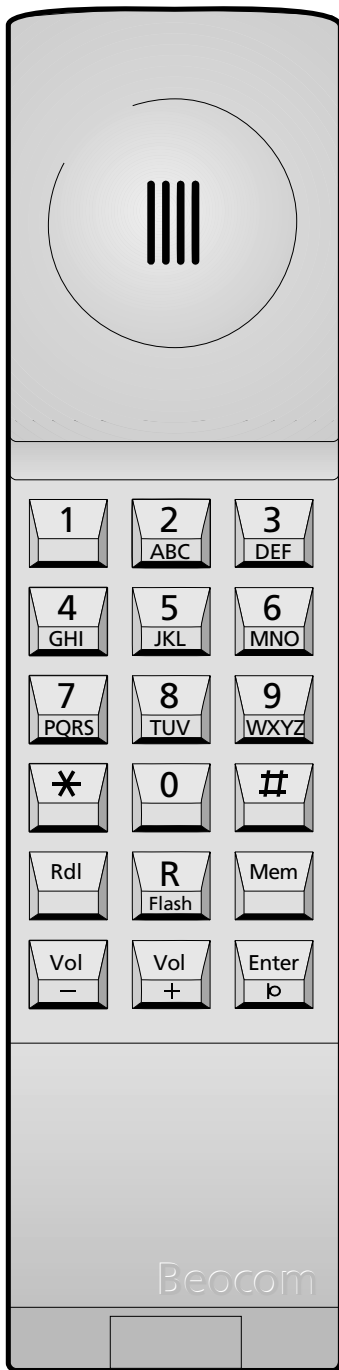 1 2 3
ABC DEF
4 5 6
GHI JKL MNO
7 8 9
PQRS TUV WXYZ
* 0 #
Rdl R Mem
Flash
Vol Vol Enter
− +
Beocom